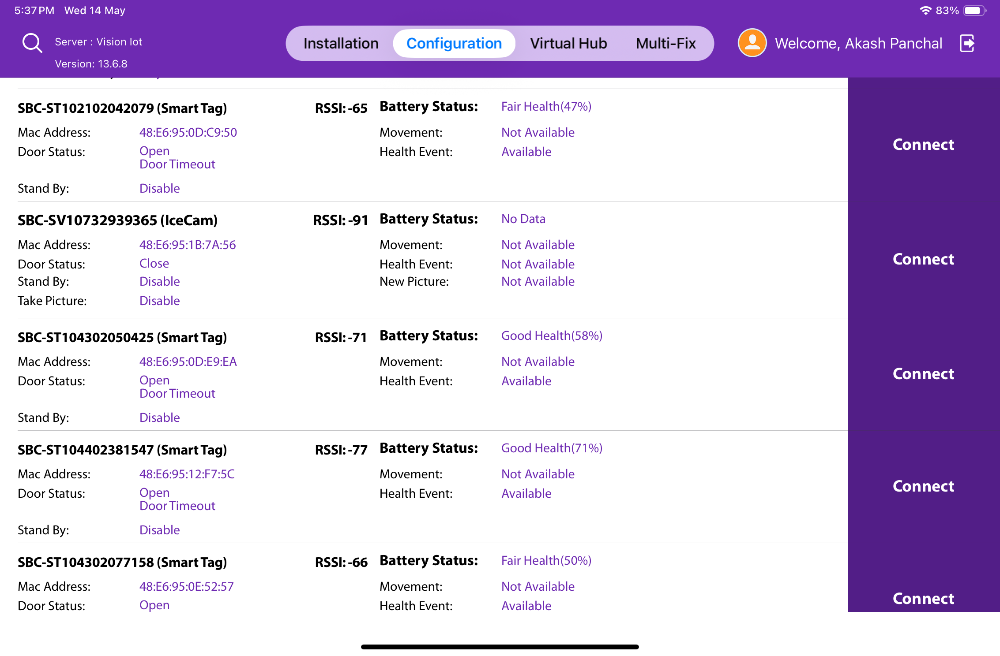 5:37 PM Wed 14 May 83%
Server : Vision Iot
Version: 13.6.8
Installation Configuration Virtual Hub Multi-Fix
Welcome, Akash Panchal
SBC-ST102102042079 (Smart Tag) RSSI: -65 Battery Status: Fair Health(47%)
Mac Address: 48:E6:95:0D:C9:50 Movement: Not Available
Door Status: Open Health Event: Available
Door Timeout
Stand By: Disable
Connect
SBC-SV10732939365 (IceCam) RSSI: -91 Battery Status: No Data
Mac Address: 48:E6:95:1B:7A:56 Movement: Not Available
Door Status: Close Health Event: Not Available
Stand By: Disable New Picture: Not Available
Take Picture: Disable
Connect
SBC-ST104302050425 (Smart Tag) RSSI: -71 Battery Status: Good Health(58%)
Mac Address: 48:E6:95:0D:E9:EA Movement: Not Available
Door Status: Open Health Event: Available
Door Timeout
Stand By: Disable
Connect
SBC-ST104402381547 (Smart Tag) RSSI: -77 Battery Status: Good Health(71%)
Mac Address: 48:E6:95:12:F7:5C Movement: Not Available
Door Status: Open Health Event: Available
Door Timeout
Stand By: Disable
Connect
SBC-ST104302077158 (Smart Tag) RSSI: -66 Battery Status: Fair Health(50%)
Mac Address: 48:E6:95:0E:52:57 Movement: Not Available
Door Status: Open Health Event: Available
Connect